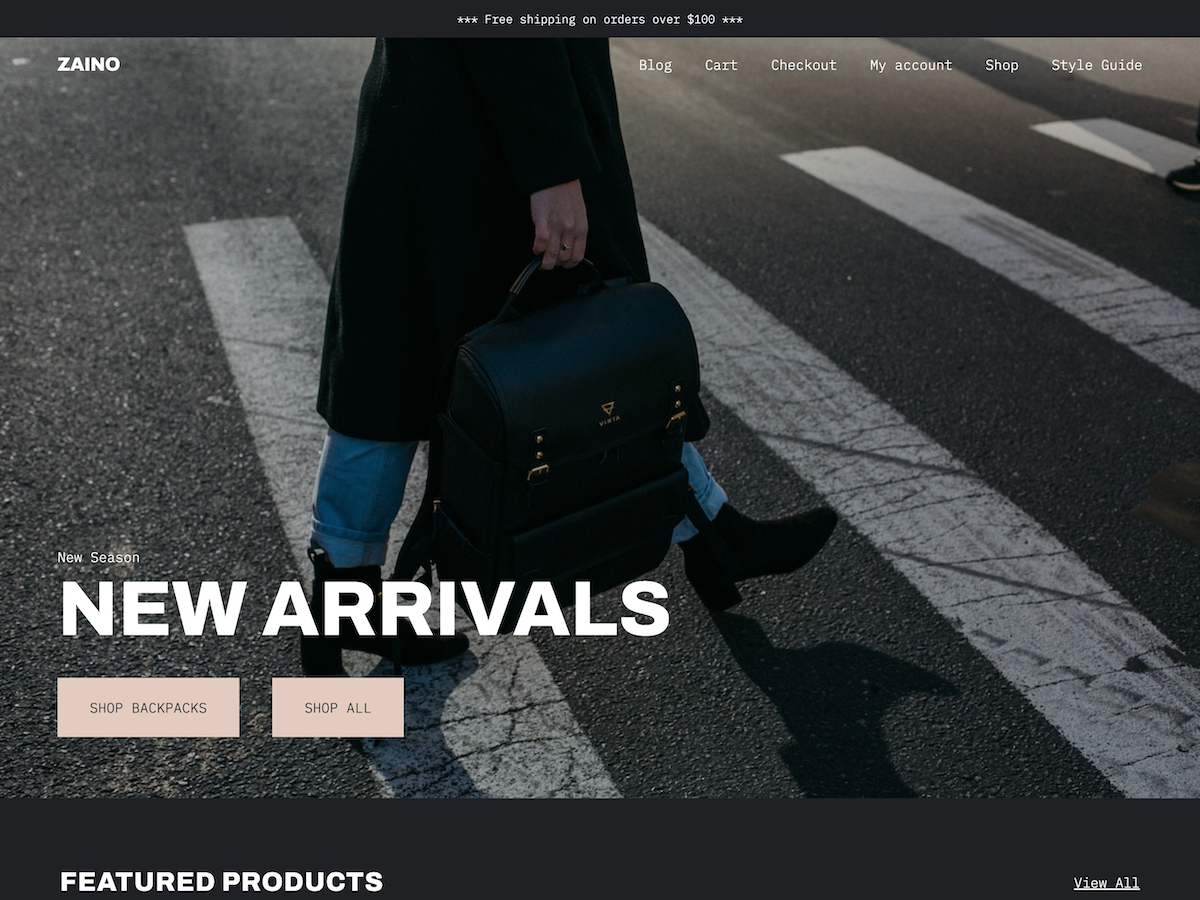 *** Free shipping on orders over $100 ***
ZAINO
Blog Cart Checkout My account Shop Style Guide
VINTA
New Season
NEW ARRIVALS
SHOP BACKPACKS SHOP ALL
FEATURED PRODUCTS View All